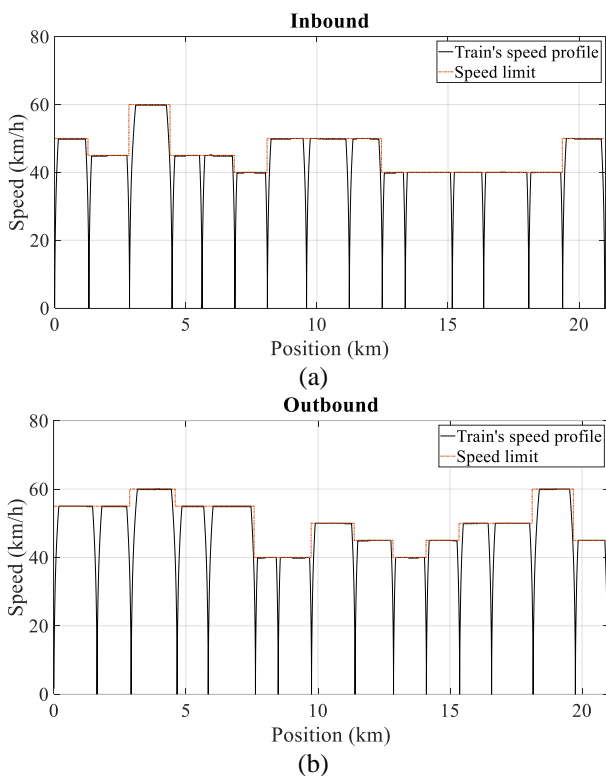 Inbound
80
60
40
20
0
Speed (km/h)
Train's speed profile
Speed limit
0 5 10 15 20
Position (km)
(a)
Outbound
80
60
40
20
0
Speed (km/h)
Train's speed profile
Speed limit
0 5 10 15 20
Position (km)
(b)